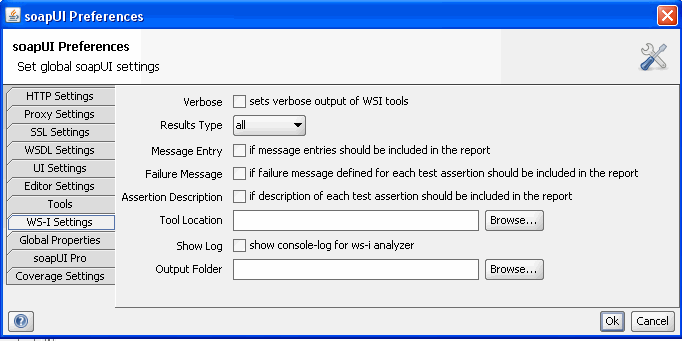 soapUI Preferences
soapUI Preferences
Set global soapUI settings
HTTP Settings
Proxy Settings
SSL Settings
WSDL Settings
UI Settings
Editor Settings
Tools
WS-I Settings
Global Properties
soapUI Pro
Coverage Settings
Verbose sets verbose output of WSI tools
Results Type all
Message Entry if message entries should be included in the report
Failure Message if failure message defined for each test assertion should be included in the report
Assertion Description if description of each test assertion should be included in the report
Tool Location Browse...
Show Log show console-log for ws-i analyzer
Output Folder Browse...
? Ok Cancel